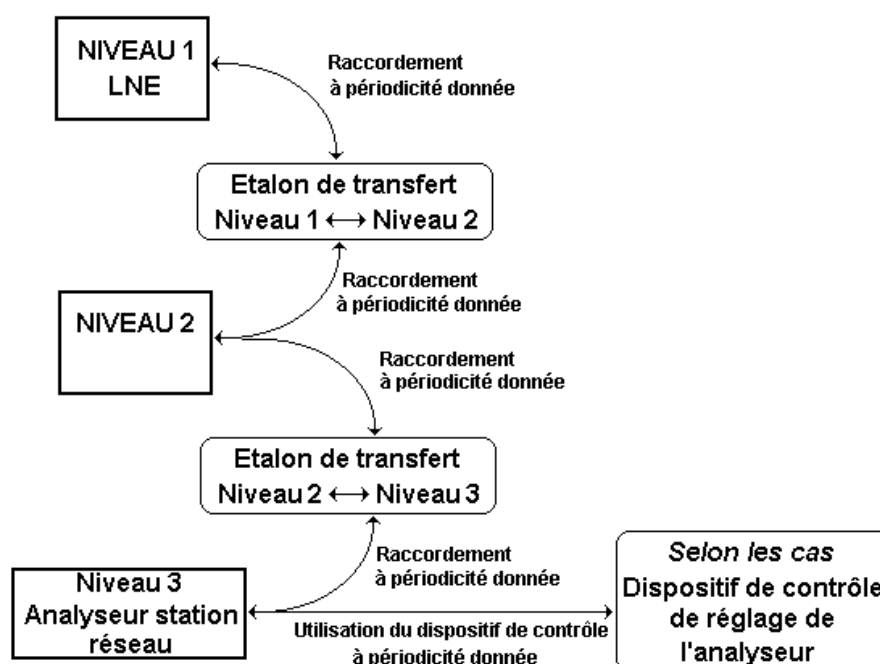 NIVEAU 1
LNE
Raccordement
à périodicité donnée
Etalon de transfert
Niveau 1 ↔ Niveau 2
Raccordement
à périodicité donnée
NIVEAU 2
Raccordement
à périodicité donnée
Etalon de transfert
Niveau 2 ↔ Niveau 3
Raccordement
à périodicité donnée
Niveau 3
Analyseur station
réseau
Utilisation du dispositif de contrôle
à périodicité donnée
Selon les cas
Dispositif de contrôle
de réglage de
l'analyseur